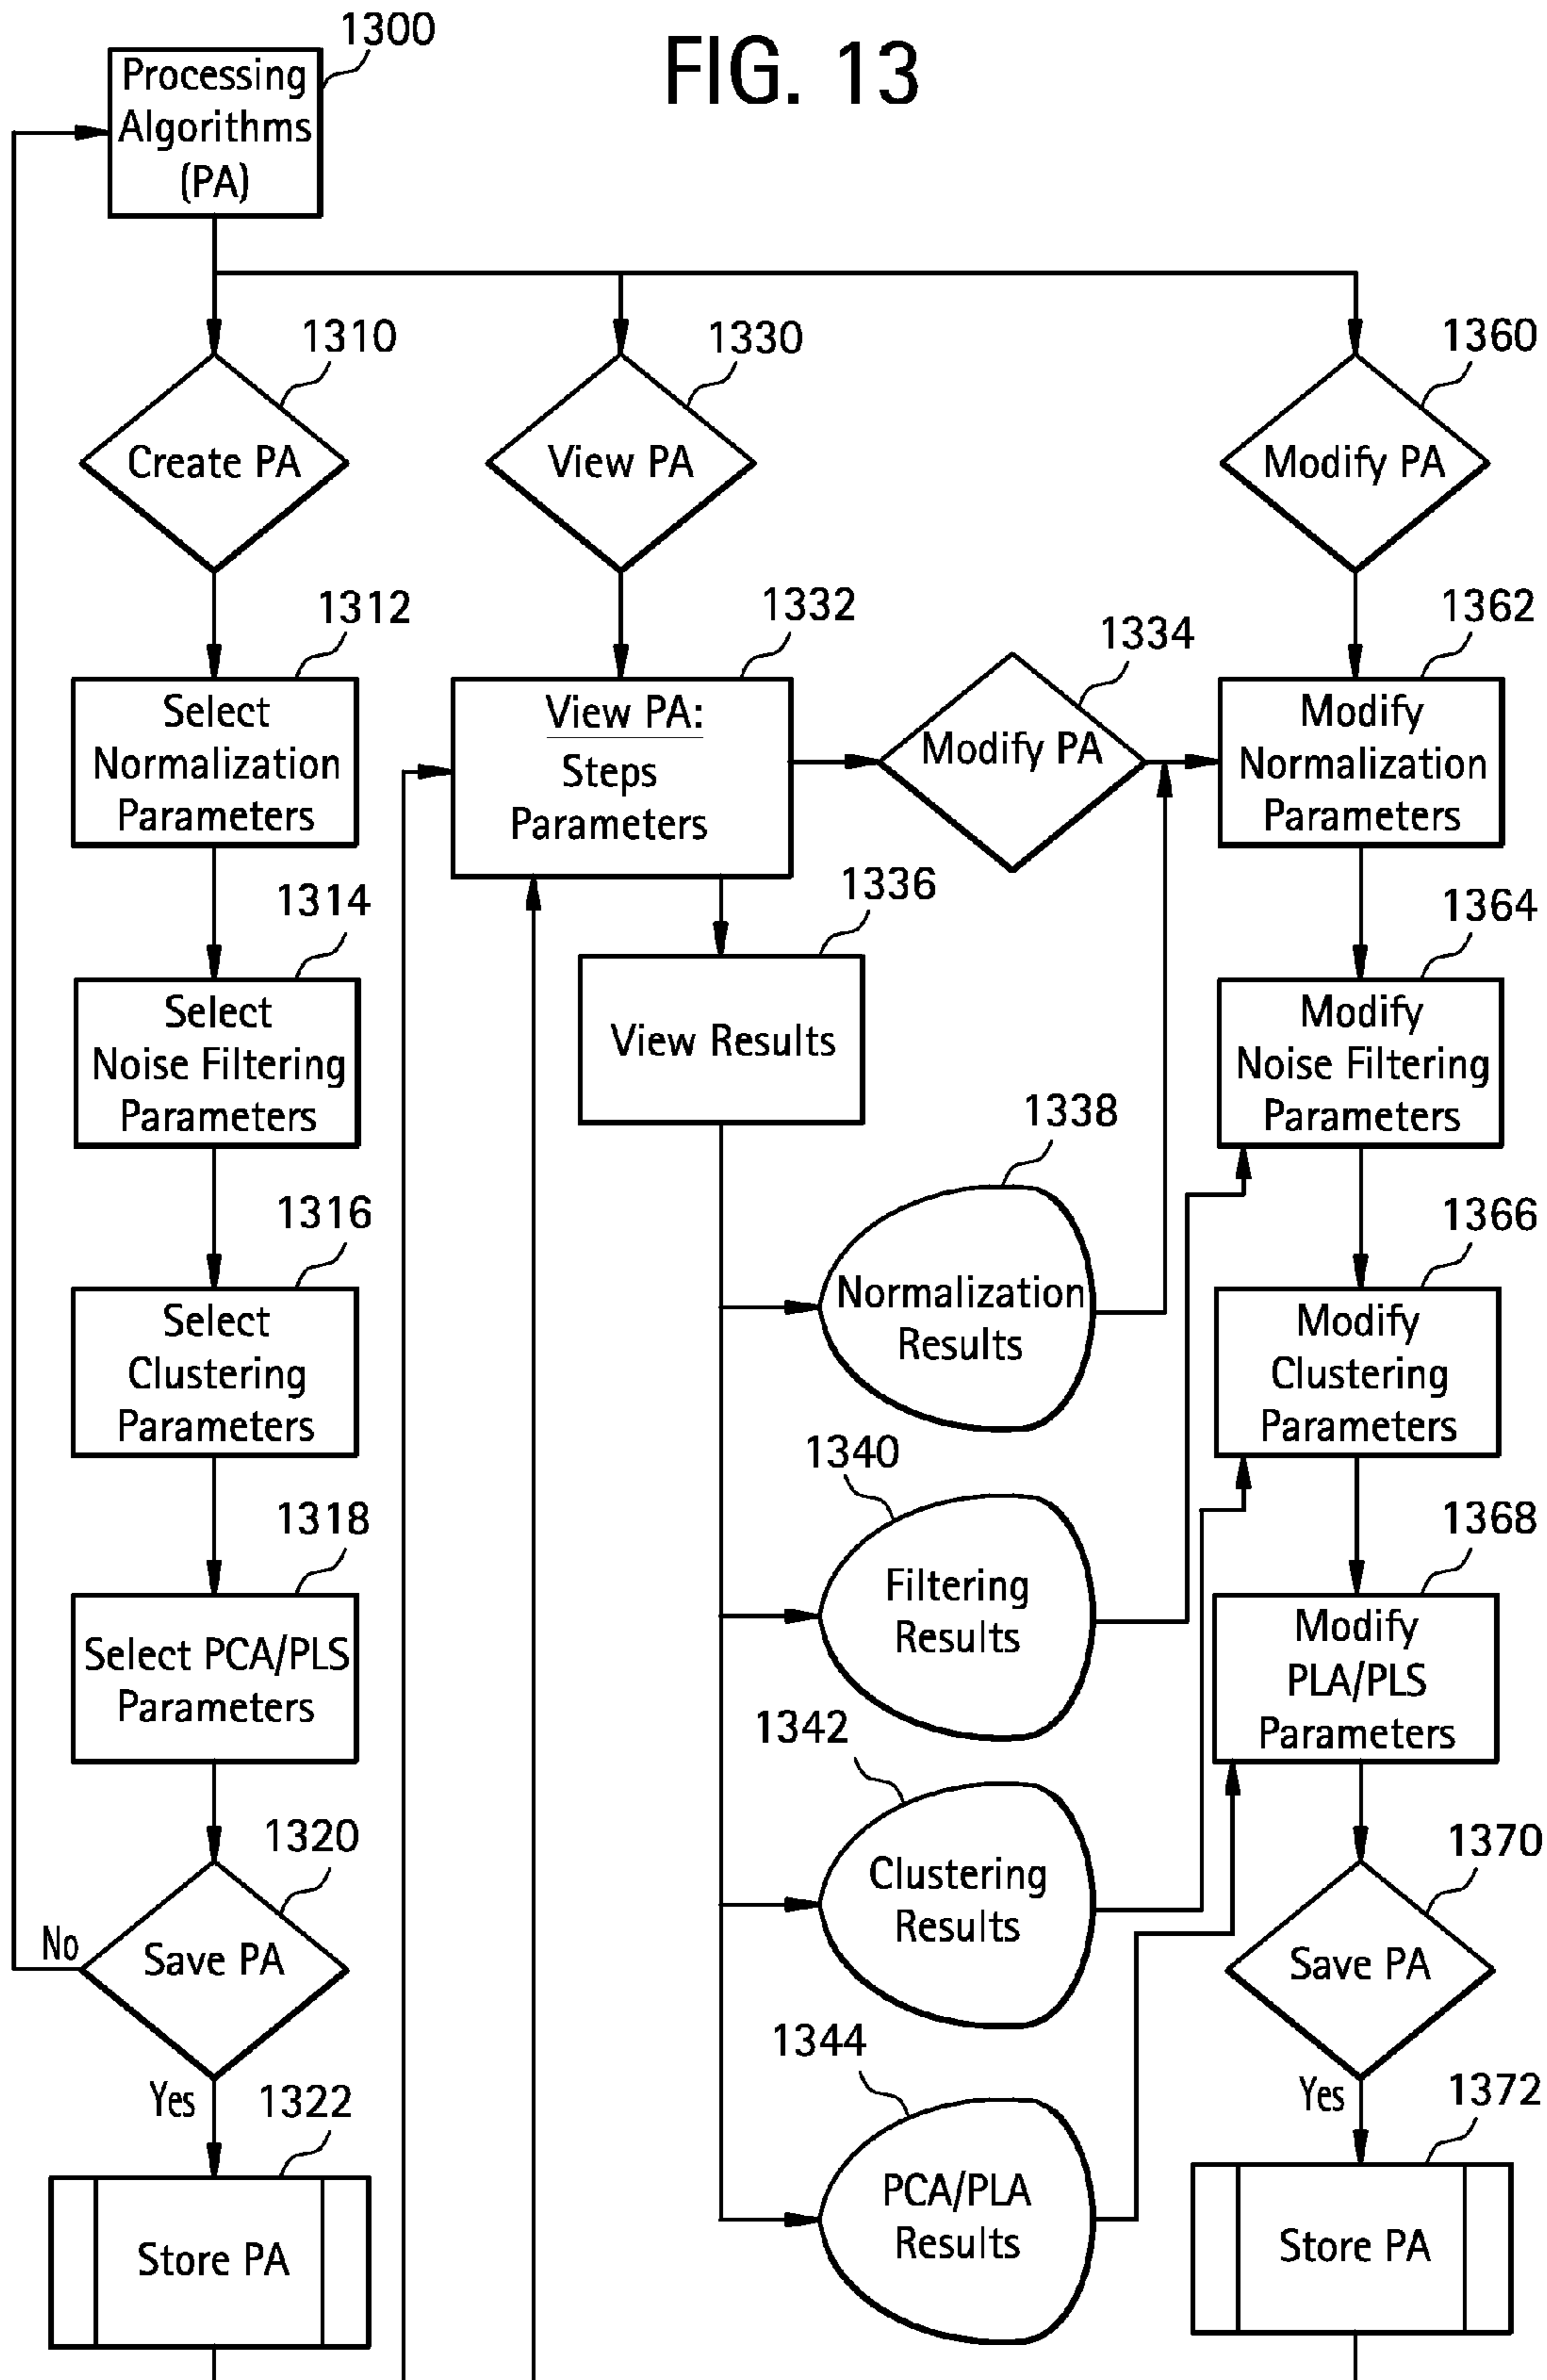 FIG. 13
1300
Processing
Algorithms
(PA)
1310
Create PA
1330
View PA
1360
Modify PA
1312
Select
Normalization
Parameters
1332
View PA:
Steps
Parameters
1334
Modify PA
1362
Modify
Normalization
Parameters
1314
Select
Noise Filtering
Parameters
1336
View Results
1364
Modify
Noise Filtering
Parameters
1316
Select
Clustering
Parameters
1338
Normalization
Results
1366
Modify
Clustering
Parameters
1318
Select PCA/PLS
Parameters
1340
Filtering
Results
1368
Modify
PLA/PLS
Parameters
1320
Save PA
No
Yes
1342
Clustering
Results
1370
Save PA
Yes
1322
Store PA
1344
PCA/PLA
Results
1372
Store PA